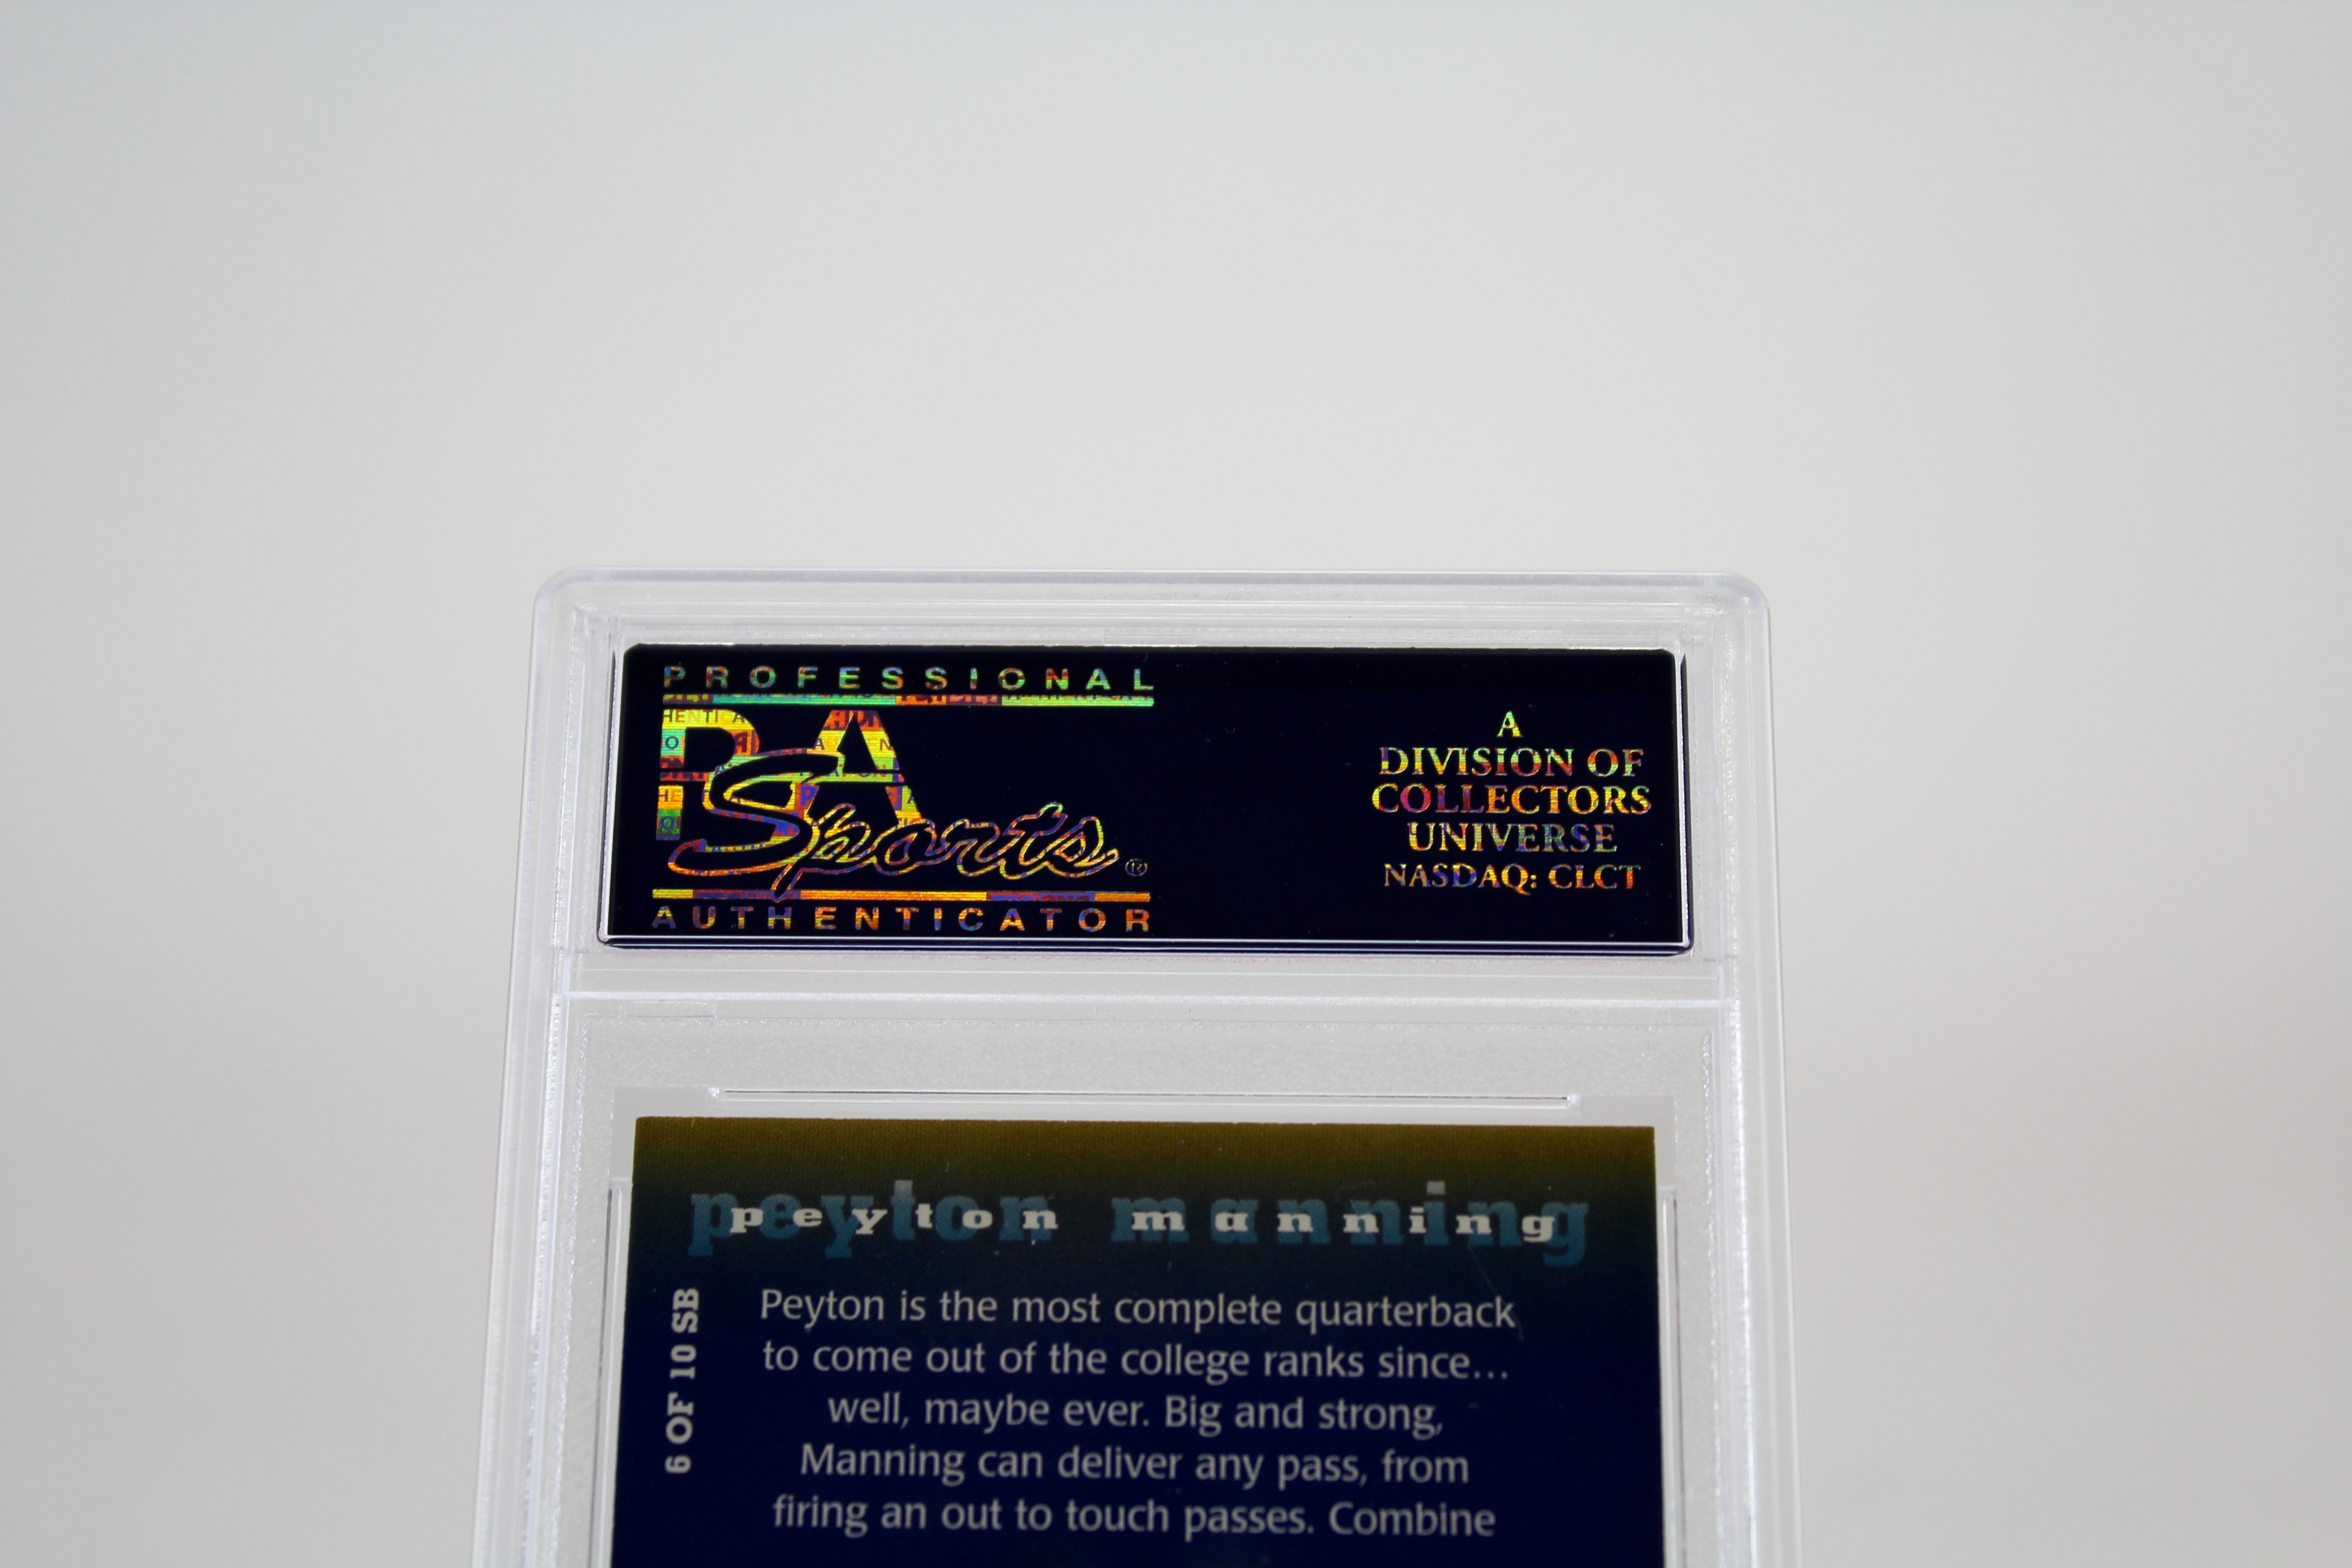 PROFESSIONAL
PSA
Sports®
AUTHENTICATOR
A
DIVISION OF
COLLECTORS
UNIVERSE
NASDAQ: CLCT
peyton manning
peyton manning
6 OF 10 SB
Peyton is the most complete quarterback
to come out of the college ranks since...
well, maybe ever. Big and strong,
Manning can deliver any pass, from
firing an out to touch passes. Combine